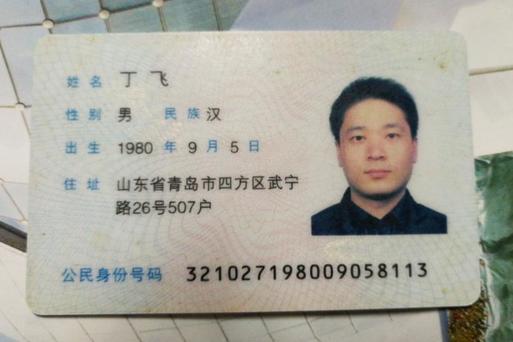 姓名 丁飞
性别 男 民族 汉
出生 1980 年 9 月 5 日
住址 山东省青岛市四方区武宁
路26号507户
公民身份号码 321027198009058113